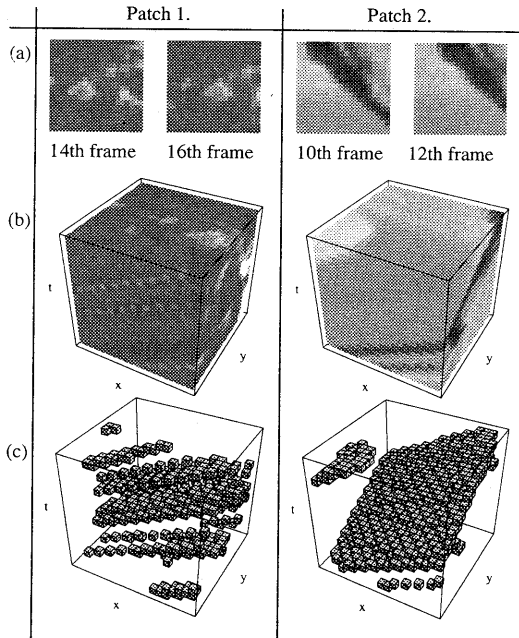 Patch 1. Patch 2.
(a)
14th frame 16th frame 10th frame 12th frame
(b)
t x y t x y
(c)
t x y t x y